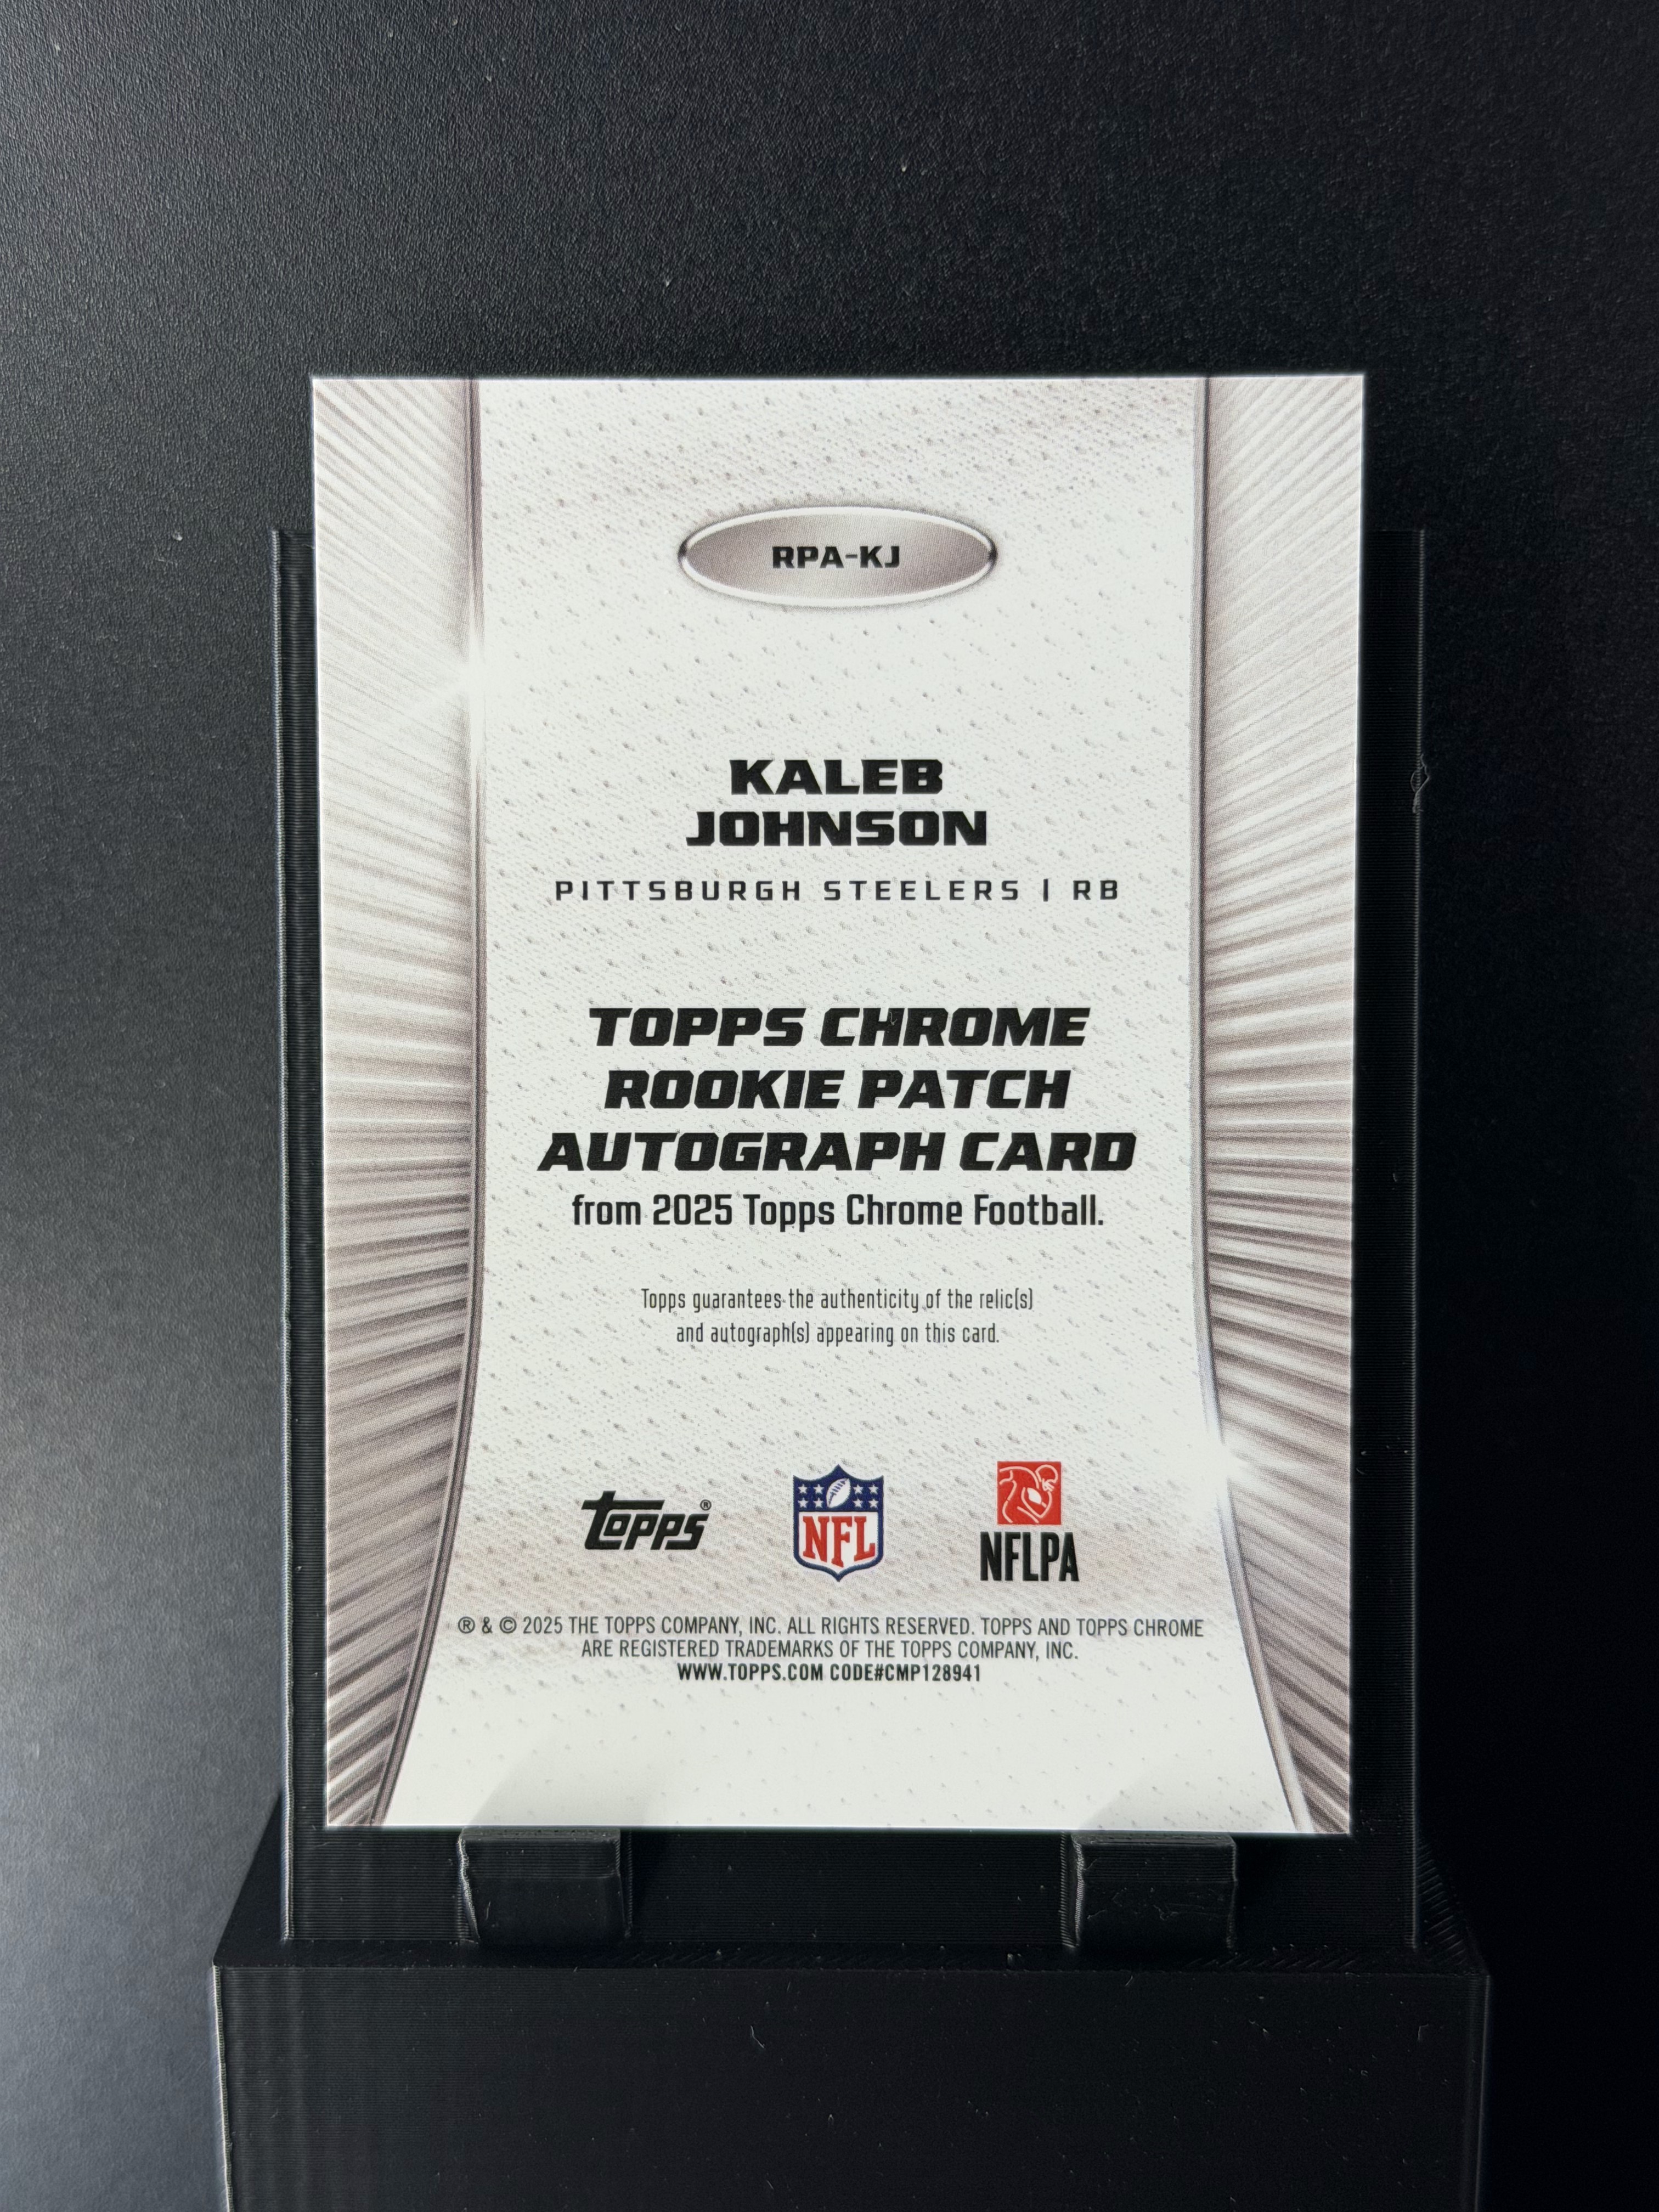 RPA-KJ
KALEB
JOHNSON
PITTSBURGH STEELERS | RB
TOPPS CHROME
ROOKIE PATCH
AUTOGRAPH CARD
from 2025 Topps Chrome Football.
Topps guarantees the authenticity of the relic(s)
and autograph(s) appearing on this card.
Topps® NFL NFLPA
® & © 2025 THE TOPPS COMPANY, INC. ALL RIGHTS RESERVED. TOPPS AND TOPPS CHROME
ARE REGISTERED TRADEMARKS OF THE TOPPS COMPANY, INC.
WWW.TOPPS.COM CODE#CMP128941